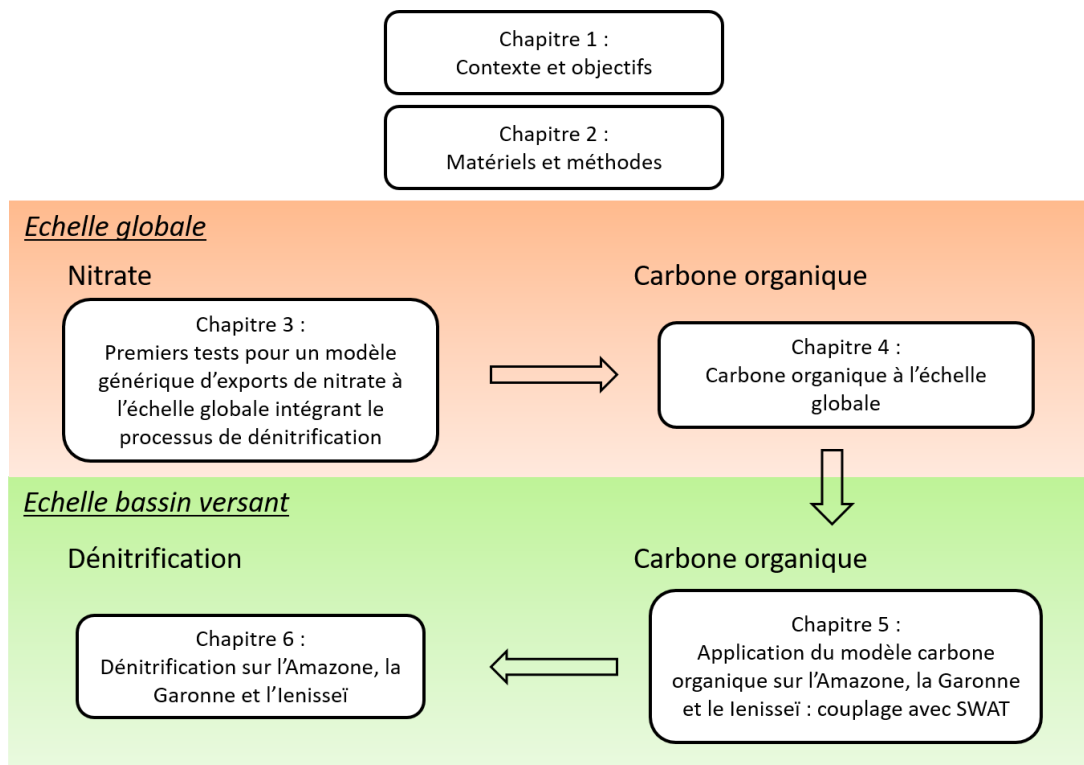 Chapitre 1 :
Contexte et objectifs
Chapitre 2 :
Matériels et méthodes
Echelle globale
Nitrate
Chapitre 3 :
Premiers tests pour un modèle
générique d’exports de nitrate à
l’échelle globale intégrant le
processus de dénitrification
Carbone organique
Chapitre 4 :
Carbone organique à l’échelle
globale
Echelle bassin versant
Dénitrification
Chapitre 6 :
Dénitrification sur l’Amazone, la
Garonne et l’Ienisseï
Carbone organique
Chapitre 5 :
Application du modèle carbone
organique sur l’Amazone, la Garonne
et le Ienisseï : couplage avec SWAT